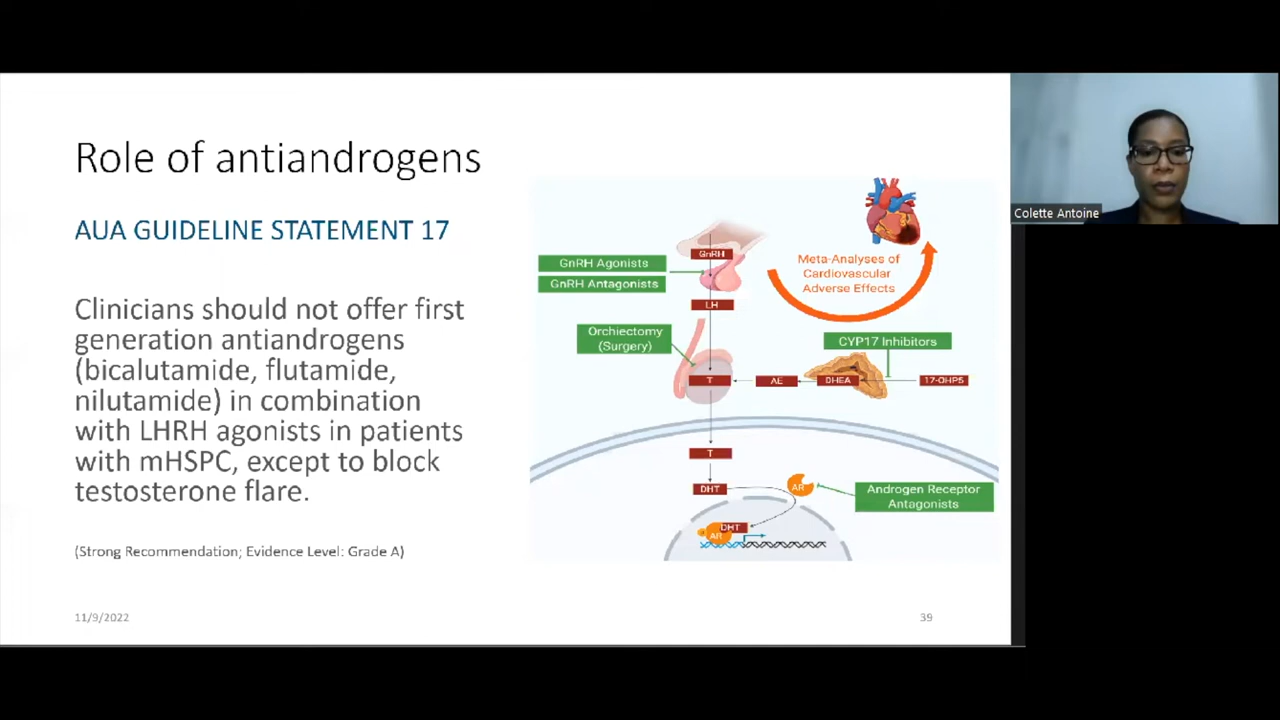 Role of antiandrogens
AUA GUIDELINE STATEMENT 17
Clinicians should not offer first
generation antiandrogens
(bicalutamide, flutamide,
nilutamide) in combination
with LHRH agonists in patients
with mHSPC, except to block
testosterone flare.
(Strong Recommendation; Evidence Level: Grade A)
11/9/2022
39
GnRH
GnRH Agonists
GnRH Antagonists
LH
Orchiectomy
(Surgery)
Meta-Analyses of
Cardiovascular
Adverse Effects
CYP17 Inhibitors
T
AE
DHEA
17-OHP5
T
DHT
AR
Androgen Receptor
Antagonists
DHT
AR
Colette Antoine